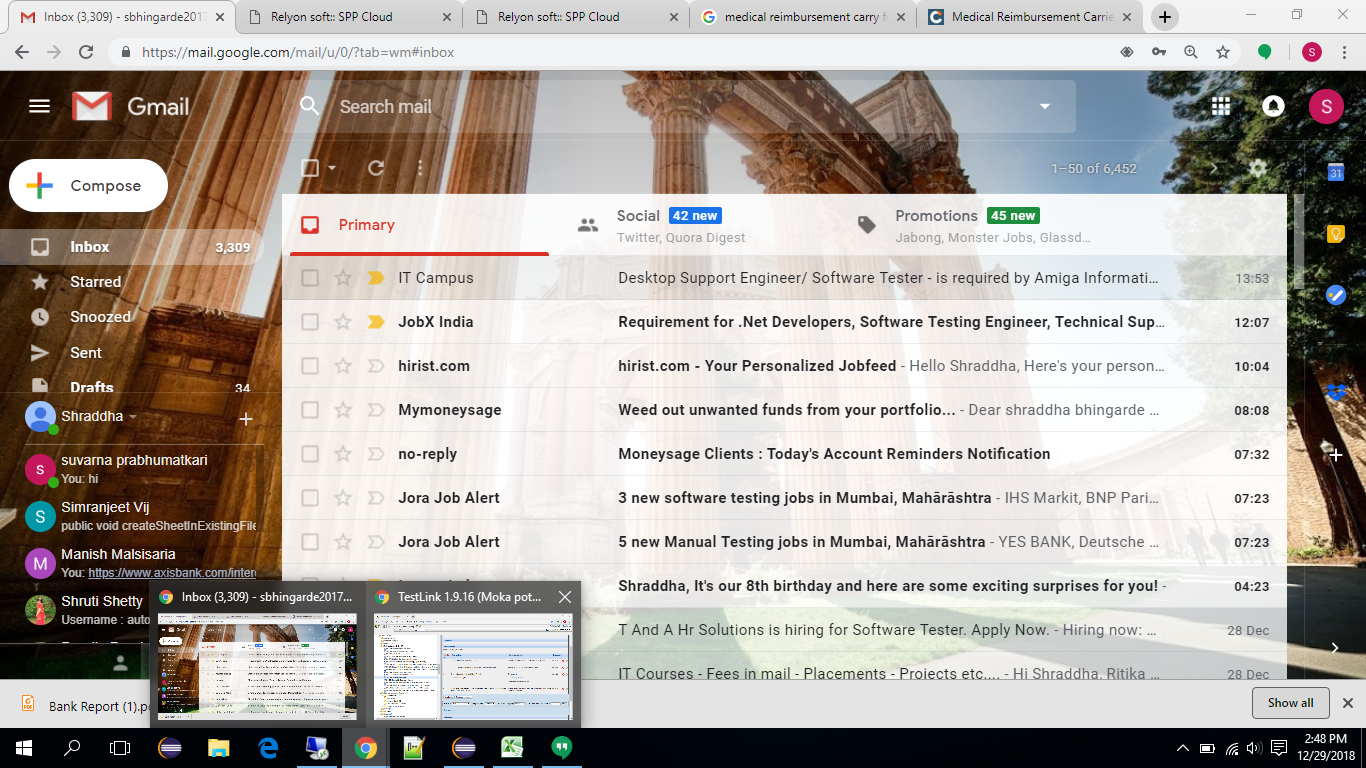 Inbox (3,309) - sbhingarde2017
Relyon soft:: SPP Cloud
Relyon soft:: SPP Cloud
medical reimbursement carry f
Medical Reimbursement Carrie
https://mail.google.com/mail/u/0/?tab=wm#inbox
S
Gmail
Search mail
S
Compose
1–50 of 6,452
31
Primary
Social 42 new
Twitter, Quora Digest
Promotions 45 new
Jabong, Monster Jobs, Glassd…
Inbox 3,309
Starred
Snoozed
Sent
Drafts 34
IT Campus Desktop Support Engineer/ Software Tester - is required by Amiga Informati… 13:53
JobX India Requirement for .Net Developers, Software Testing Engineer, Technical Sup… 12:07
hirist.com hirist.com - Your Personalized Jobfeed - Hello Shraddha, Here's your person… 10:04
Mymoneysage Weed out unwanted funds from your portfolio... - Dear shraddha bhingarde … 08:08
no-reply Moneysage Clients : Today's Account Reminders Notification 07:32
Jora Job Alert 3 new software testing jobs in Mumbai, Mahārāshtra - IHS Markit, BNP Pari… 07:23
Jora Job Alert 5 new Manual Testing jobs in Mumbai, Mahārāshtra - YES BANK, Deutsche … 07:23
Shraddha, It's our 8th birthday and here are some exciting surprises for you! - 04:23
T And A Hr Solutions is hiring for Software Tester. Apply Now. - Hiring now: … 28 Dec
IT Courses - Fees in mail - Placements - Projects etc.... - Hi Shraddha, Ritika … 28 Dec
Shraddha
S
suvarna prabhumatkari
You: hi
S
Simranjeet Vij
public void createSheetInExistingFile
M
Manish Malsisaria
You: https://www.axisbank.com/inter
Shruti Shetty
Username : auto
Inbox (3,309) - sbhingarde2017...
TestLink 1.9.16 (Moka pot...
Bank Report (1).p
Show all
2:48 PM
12/29/2018